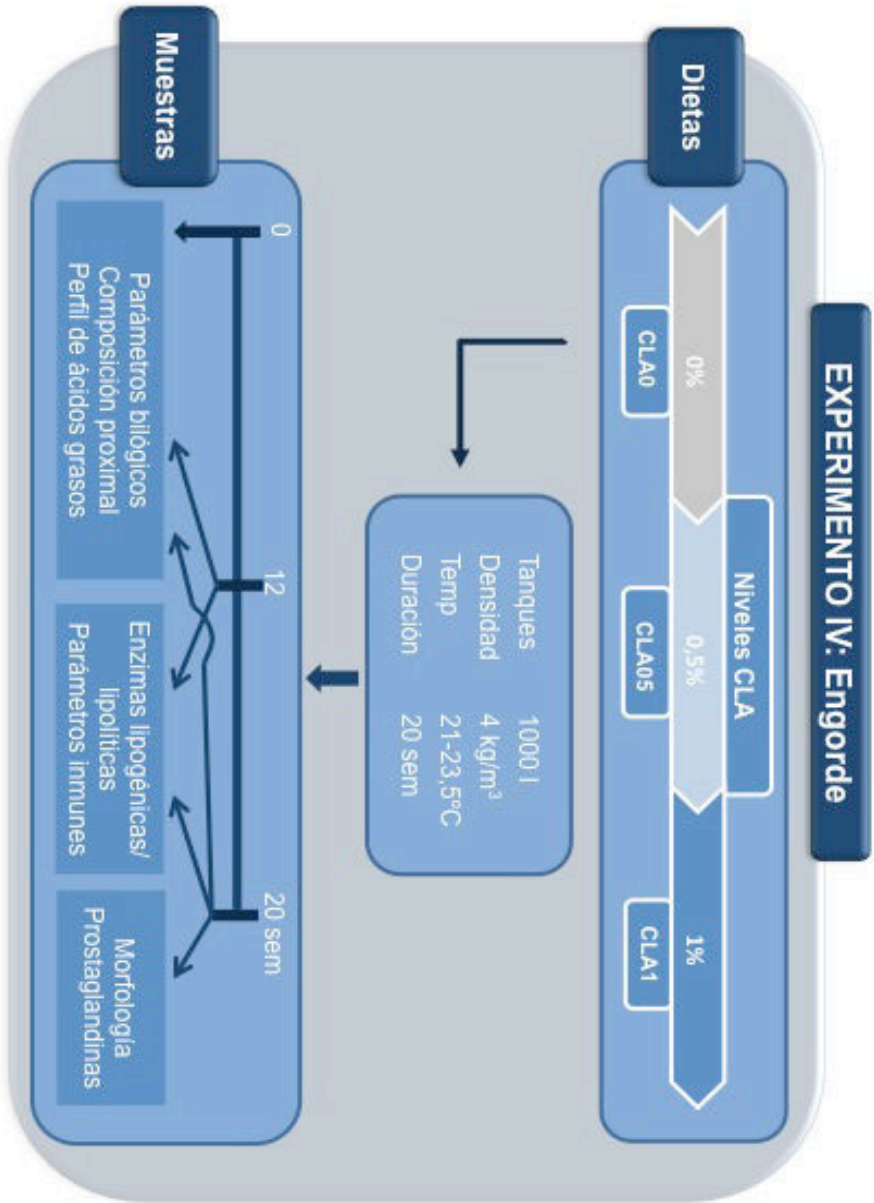 EXPERIMENTO IV: Engorde
Dietas
Niveles CLA
0%
0,5%
1%
CLA0
CLA05
CLA1
Tanques 1000 l
Densidad 4 kg/m³
Temp 21-23,5ºC
Duración 20 sem
Muestras
0
12
20 sem
Parámetros bilógicos
Composición proximal
Perfil de ácidos grasos
Enzimas lipogénicas/
lipolíticas
Parámetros inmunes
Morfología
Prostaglandinas